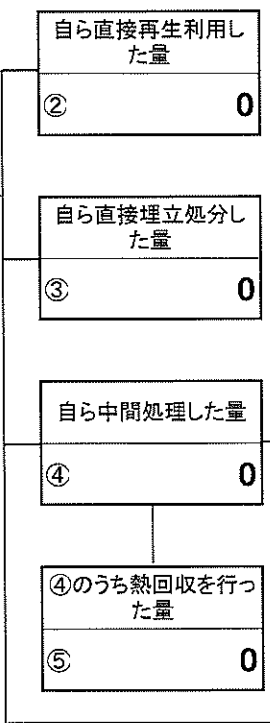 自ら直接再生利用し
た量
② 0
自ら直接埋立処分し
た量
③ 0
自ら中間処理した量
④ 0
④のうち熱回収を行っ
た量
⑤ 0